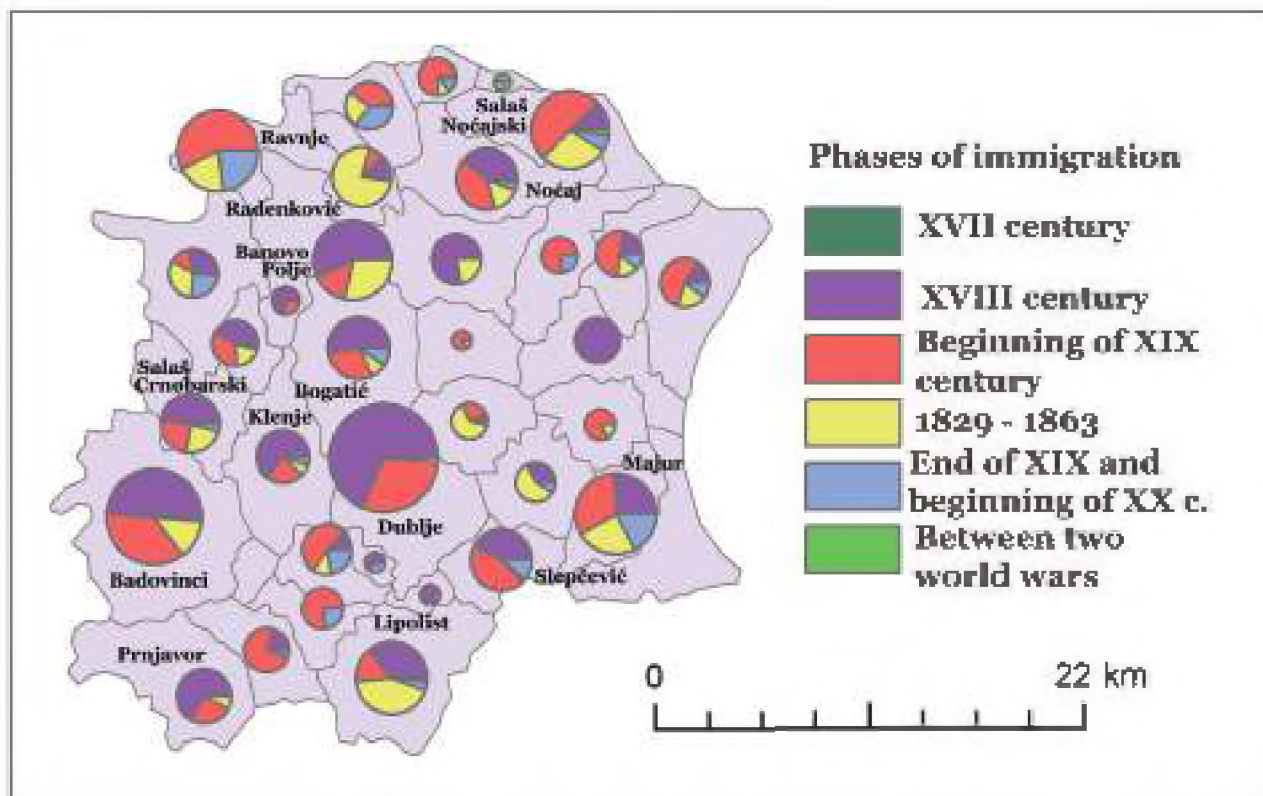 Salaš
Noćajski
Ravnje
Noćaj
Radenković
Banovo
Polje
Salaš
Crnobarski
Bogatić
Klenje
Majur
Dublje
Badovinci
Slepčević
Lipolist
Prnjavor
Phases of immigration
XVII century
XVIII century
Beginning of XIX
century
1829 - 1863
End of XIX and
beginning of XX c.
Between two
world wars
0 22 km